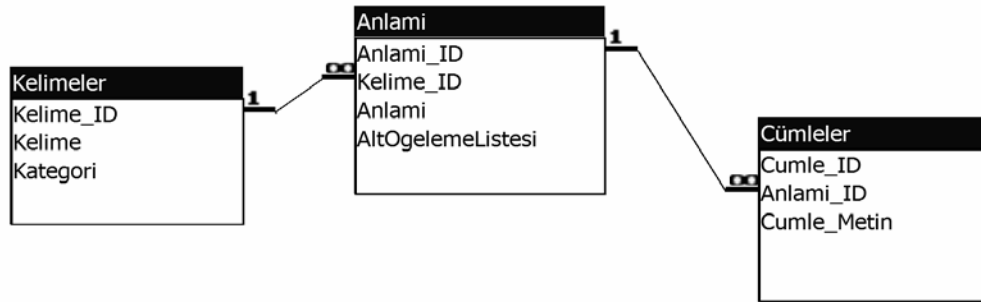 Kelimeler
Kelime_ID
Kelime
Kategori
1
∞
Anlami
Anlami_ID
Kelime_ID
Anlami
AltOgelemeListesi
1
∞
Cümleler
Cumle_ID
Anlami_ID
Cumle_Metin